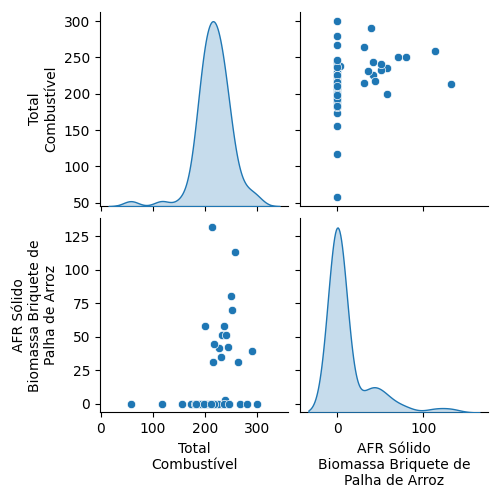 300
250
200
150
100
50
Total
Combustível
125
100
75
50
25
0
AFR Sólido
Biomassa Briquete de
Palha de Arroz
0
100
200
300
Total
Combustível
0
100
AFR Sólido
Biomassa Briquete de
Palha de Arroz